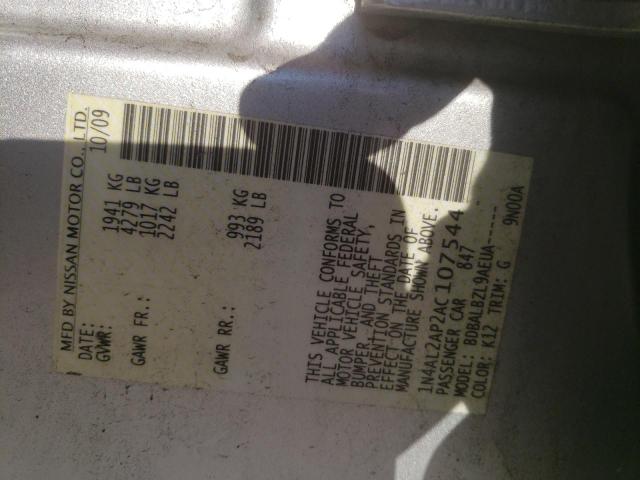 MFD BY NISSAN MOTOR CO., LTD.
DATE: 10/09
GVWR: 1941 KG
4279 LB
GAWR FR.: 1017 KG
2242 LB
GAWR RR.: 993 KG
2189 LB
THIS VEHICLE CONFORMS TO
ALL APPLICABLE FEDERAL
MOTOR VEHICLE SAFETY,
BUMPER, AND THEFT
PREVENTION STANDARDS IN
EFFECT ON THE DATE OF
MANUFACTURE SHOWN ABOVE.
1N4AL2AP2AC107544
PASSENGER CAR 847
MODEL: BDBALBZL9AEUA-----
COLOR: K12 TRIM: G 9N00A